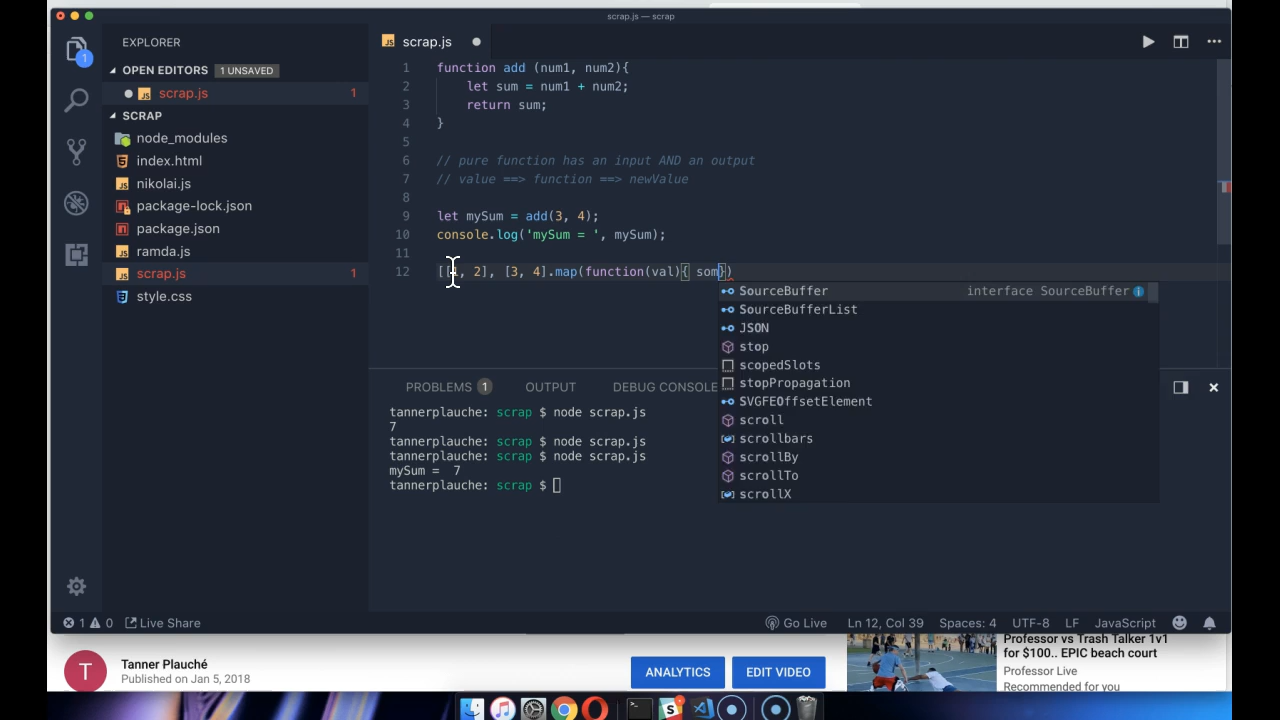 scrap.js — scrap
EXPLORER
OPEN EDITORS 1 UNSAVED
scrap.js 1
SCRAP
node_modules
index.html
nikolai.js
package-lock.json
package.json
ramda.js
scrap.js 1
style.css
1
scrap.js
1 function add (num1, num2){
2 let sum = num1 + num2;
3 return sum;
4 }
5
6 // pure function has an input AND an output
7 // value ==> function ==> newValue
8
9 let mySum = add(3, 4);
10 console.log('mySum = ', mySum);
11
12 [[1, 2], [3, 4].map(function(val){ som})
SourceBuffer interface SourceBuffer
SourceBufferList
JSON
stop
scopedSlots
stopPropagation
SVGFEOffsetElement
scroll
scrollbars
scrollBy
scrollTo
scrollX
PROBLEMS 1 OUTPUT DEBUG CONSOLE
tannerplauche: scrap $ node scrap.js
7
tannerplauche: scrap $ node scrap.js
tannerplauche: scrap $ node scrap.js
mySum = 7
tannerplauche: scrap $
1 0 Live Share Go Live Ln 12, Col 39 Spaces: 4 UTF-8 LF JavaScript
T
Tanner Plauché
Published on Jan 5, 2018
ANALYTICS EDIT VIDEO
Professor vs Trash Talker 1v1
for $100.. EPIC beach court
Professor Live
Recommended for you